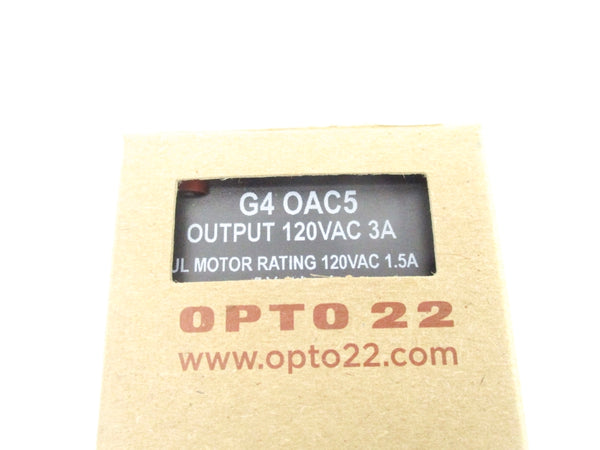 G4 OAC5
OUTPUT 120VAC 3A
UL MOTOR RATING 120VAC 1.5A
OPTO 22
www.opto22.com